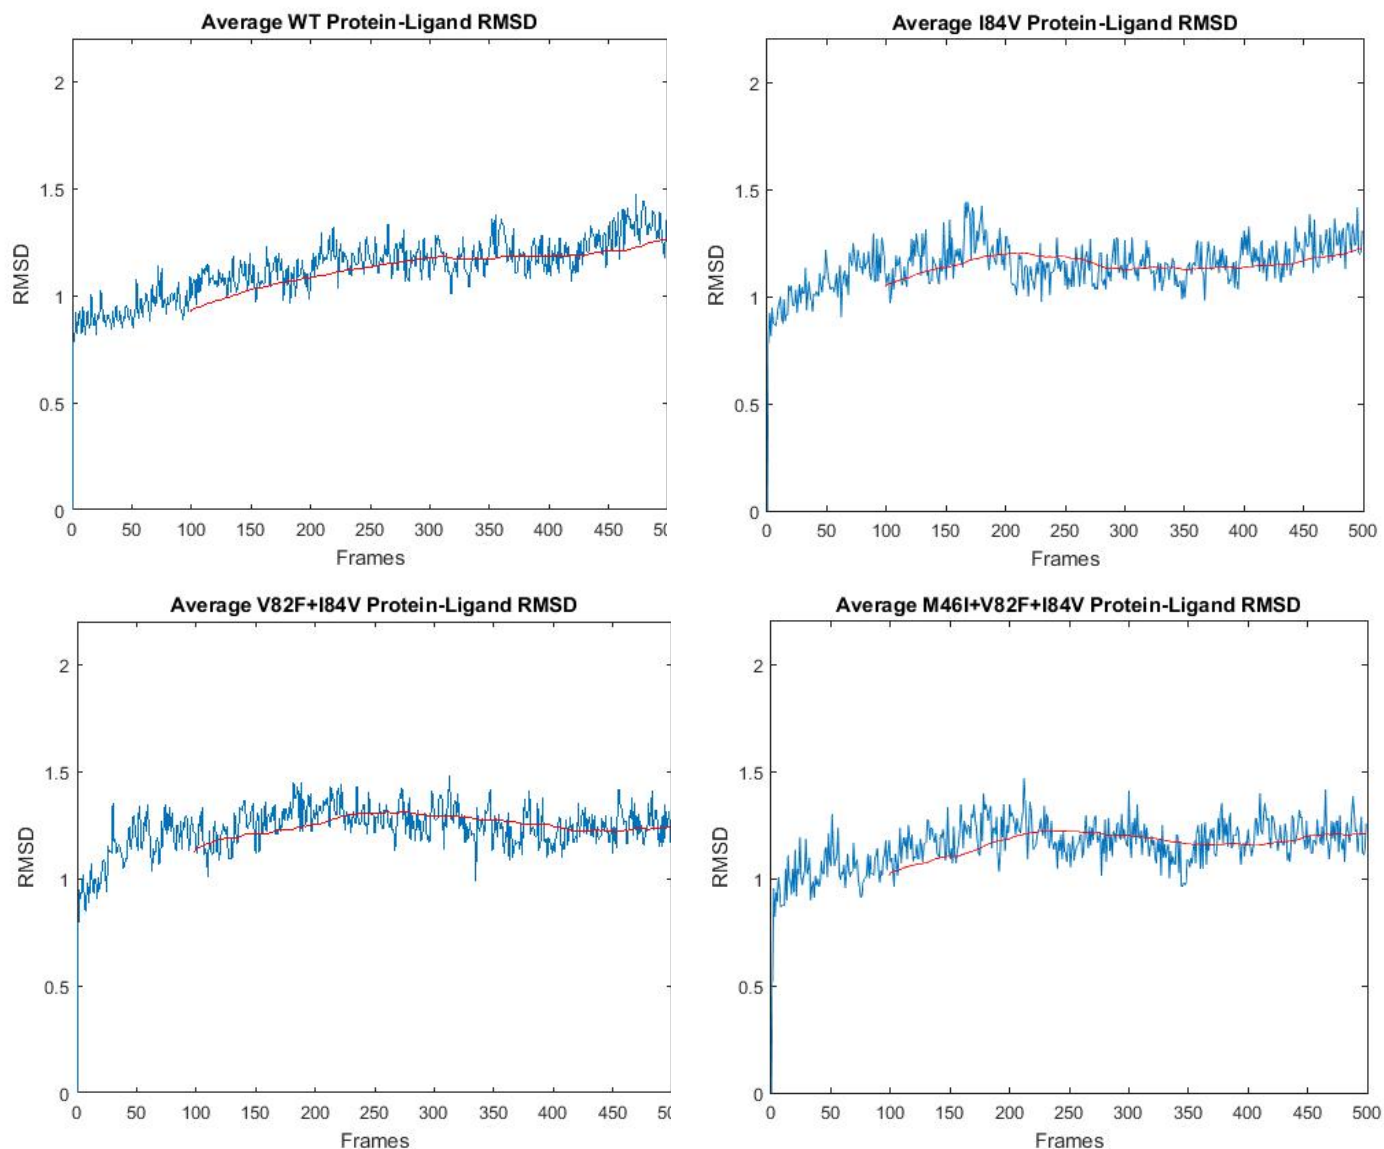 Average WT Protein-Ligand RMSD
2
1.5
1
0.5
0
RMSD
0 50 100 150 200 250 300 350 400 450 50
Frames
Average I84V Protein-Ligand RMSD
2
1.5
1
0.5
0
RMSD
0 50 100 150 200 250 300 350 400 450 500
Frames
Average V82F+I84V Protein-Ligand RMSD
2
1.5
1
0.5
0
RMSD
0 50 100 150 200 250 300 350 400 450 50
Frames
Average M46I+V82F+I84V Protein-Ligand RMSD
2
1.5
1
0.5
0
RMSD
0 50 100 150 200 250 300 350 400 450 500
Frames